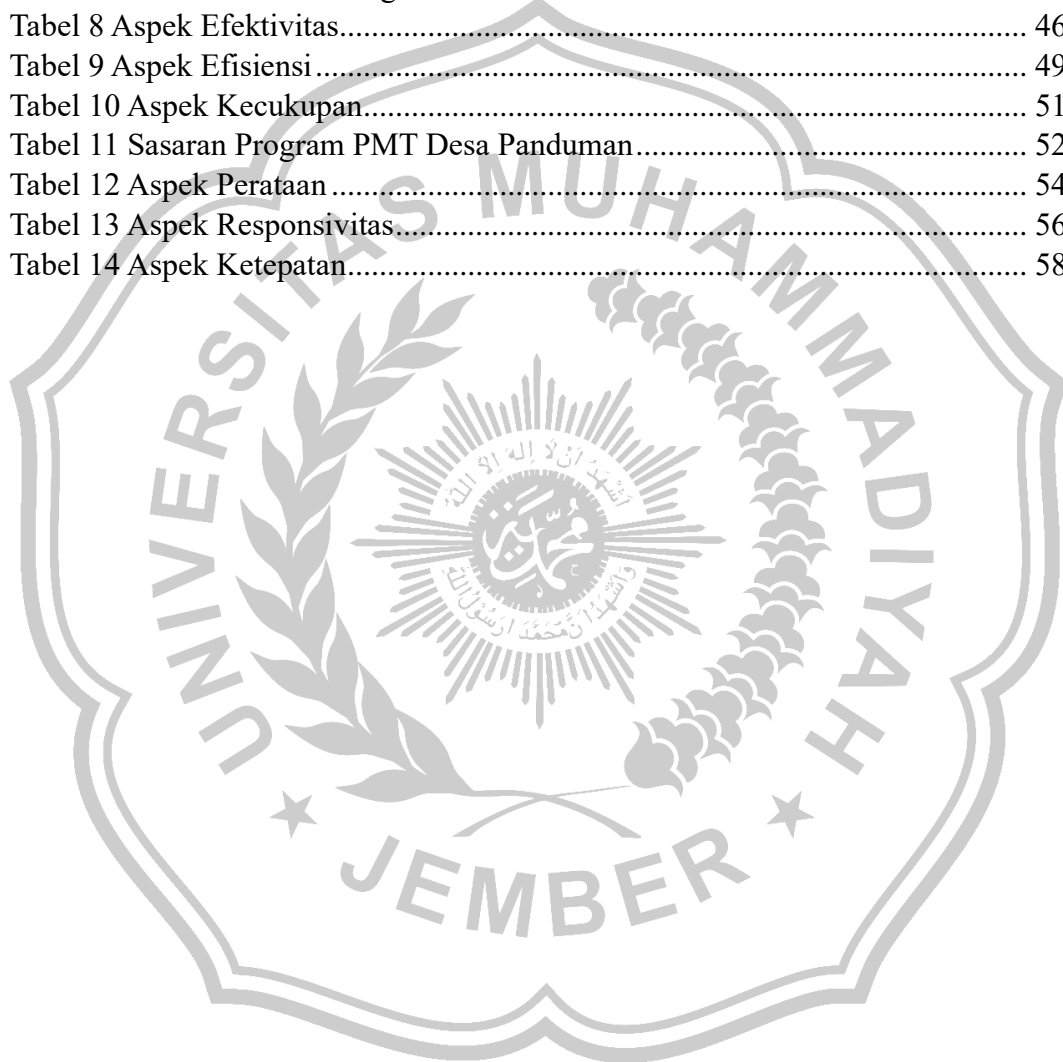 Tabel 8 Aspek Efektivitas.......................................................................................... 46
Tabel 9 Aspek Efisiensi............................................................................................. 49
Tabel 10 Aspek Kecukupan....................................................................................... 51
Tabel 11 Sasaran Program PMT Desa Panduman.................................................... 52
Tabel 12 Aspek Perataan........................................................................................... 54
Tabel 13 Aspek Responsivitas................................................................................... 56
Tabel 14 Aspek Ketepatan......................................................................................... 58
UNIVERSITAS MUHAMMADIYAH
JEMBER